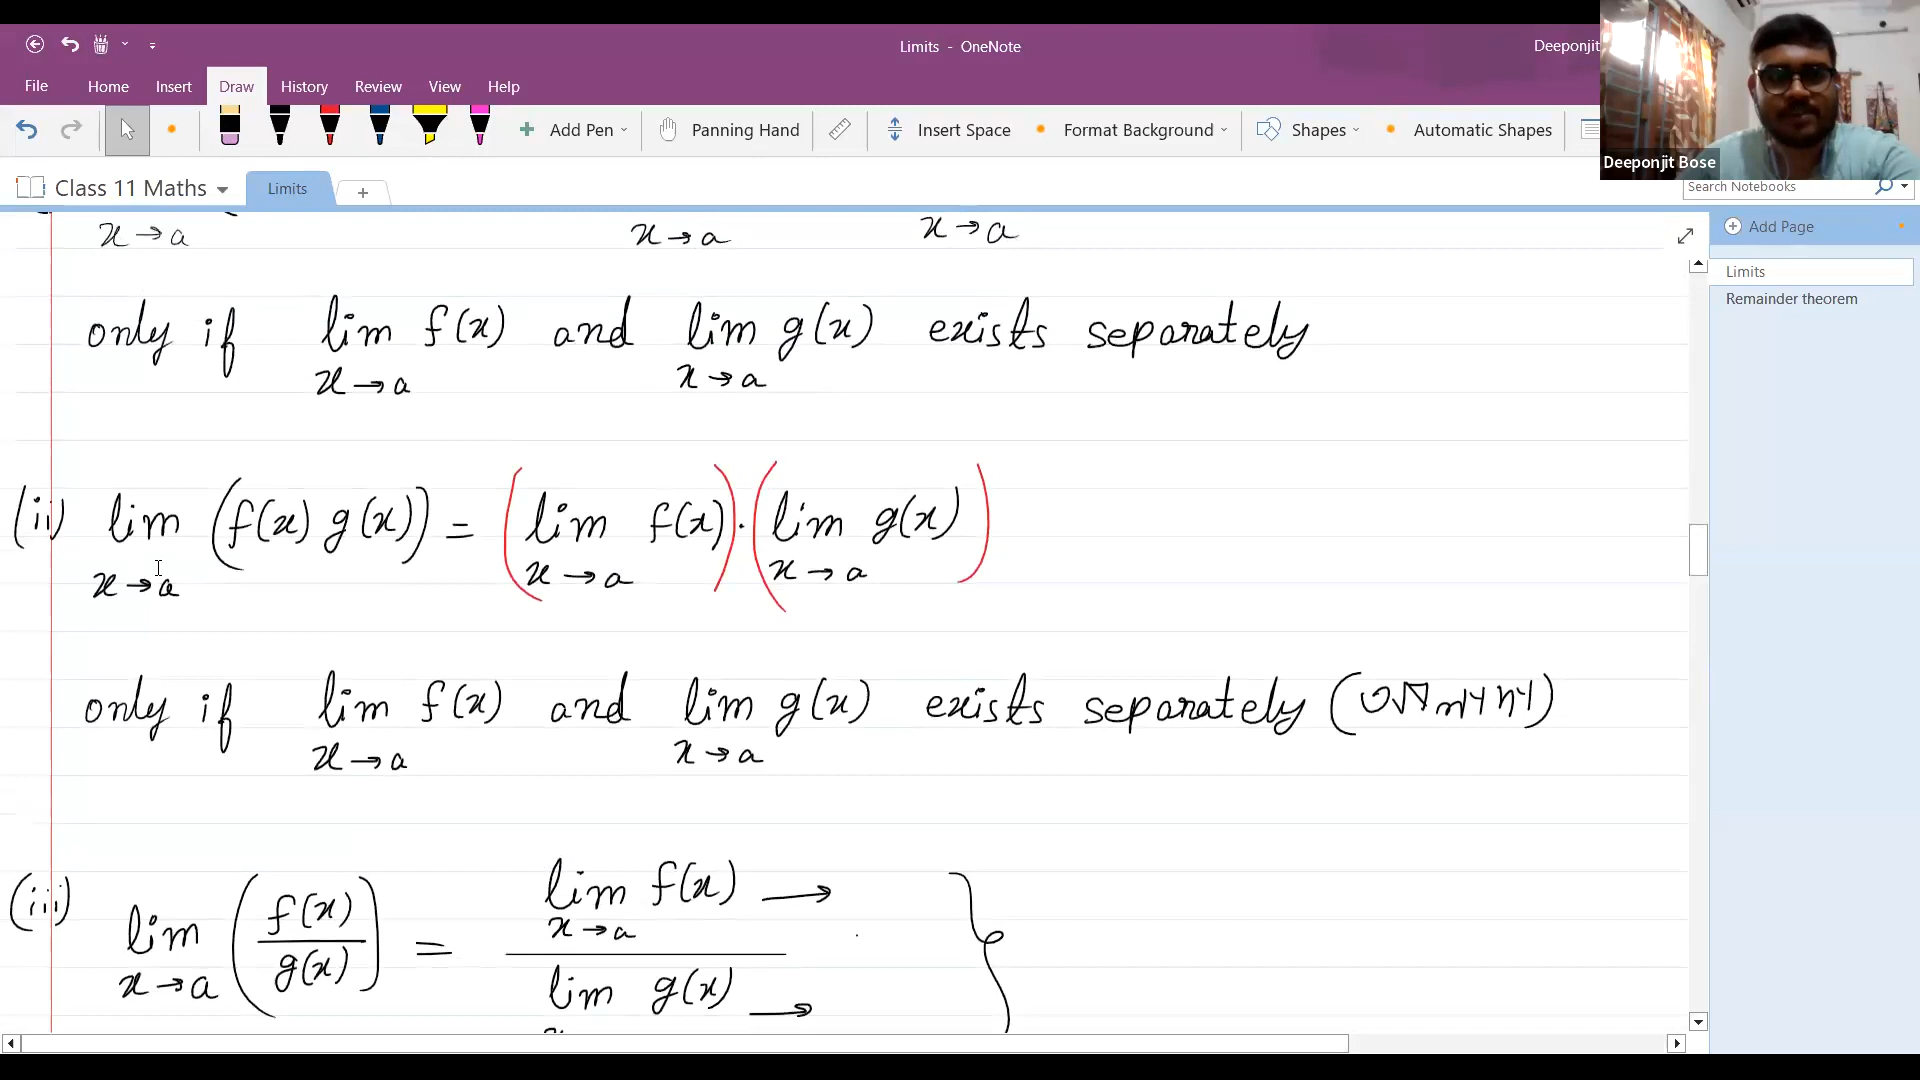 Limits - OneNote
Deeponjit
File Home Insert Draw History Review View Help
Add Pen Panning Hand Insert Space Format Background Shapes Automatic Shapes
Deeponjit Bose
Class 11 Maths Limits +
Search Notebooks
Add Page
Limits
Remainder theorem
x→a x→a x→a
only if lim f(x) and lim g(x) exists separately
x→a x→a
(ii) lim (f(x) g(x)) = (lim f(x)) · (lim g(x))
x→a x→a x→a
only if lim f(x) and lim g(x) exists separately
x→a x→a
(iii) lim (f(x)/g(x)) = lim f(x) →
x→a x→a
lim g(x) →